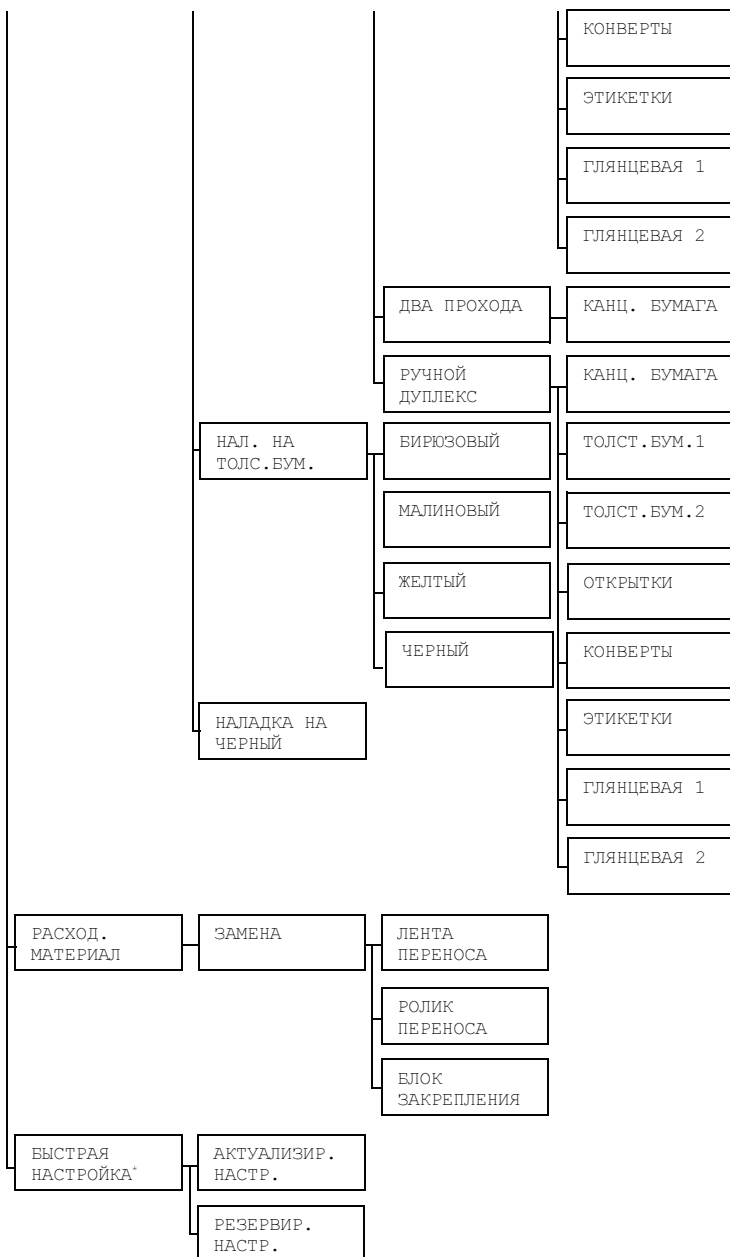 КОНВЕРТЫ
ЭТИКЕТКИ
ГЛЯНЦЕВАЯ 1
ГЛЯНЦЕВАЯ 2
ДВА ПРОХОДА
КАНЦ. БУМАГА
РУЧНОЙ
ДУПЛЕКС
КАНЦ. БУМАГА
НАЛ. НА
ТОЛС.БУМ.
БИРЮЗОВЫЙ
ТОЛСТ.БУМ.1
МАЛИНОВЫЙ
ТОЛСТ.БУМ.2
ЖЕЛТЫЙ
ОТКРЫТКИ
ЧЕРНЫЙ
КОНВЕРТЫ
НАЛАДКА НА
ЧЕРНЫЙ
ЭТИКЕТКИ
ГЛЯНЦЕВАЯ 1
ГЛЯНЦЕВАЯ 2
РАСХОД.
МАТЕРИАЛ
ЗАМЕНА
ЛЕНТА
ПЕРЕНОСА
РОЛИК
ПЕРЕНОСА
БЛОК
ЗАКРЕПЛЕНИЯ
БЫСТРАЯ
НАСТРОЙКА*
АКТУАЛИЗИР.
НАСТР.
РЕЗЕРВИР.
НАСТР.